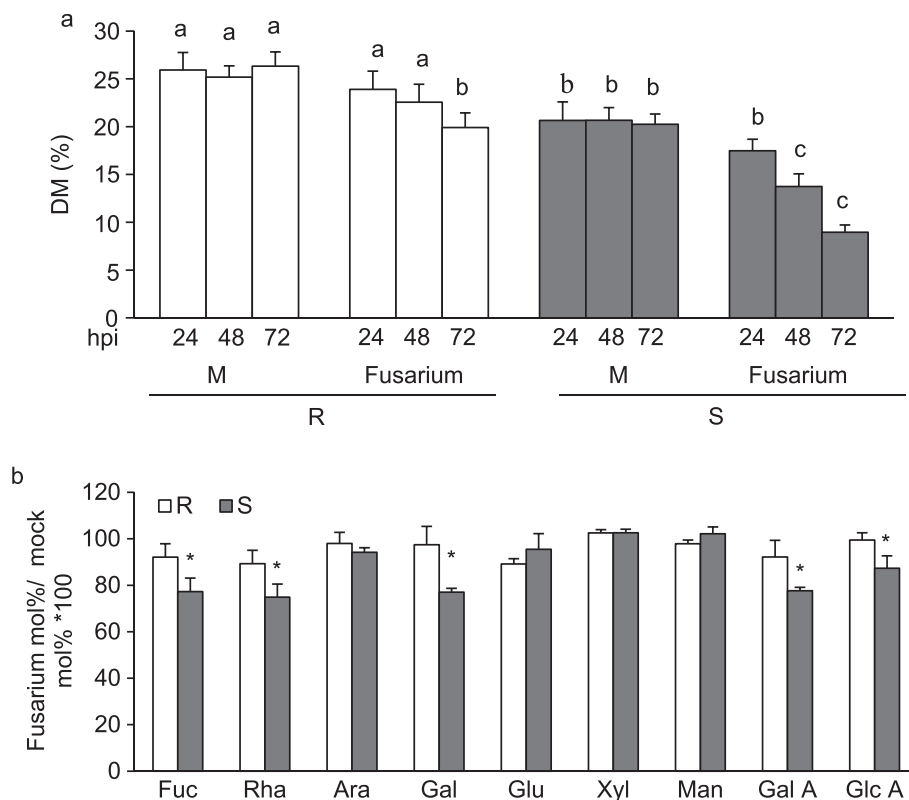 a
30
25
20
15
10
5
0
DM (%)
a a a
a a b
b b b
b c c
hpi 24 48 72 24 48 72 24 48 72 24 48 72
M Fusarium M Fusarium
R S
b
120
100
80
60
40
20
0
Fusarium mol%/ mock
mol% *100
R S
* * * * *
Fuc Rha Ara Gal Glu Xyl Man Gal A Glc A